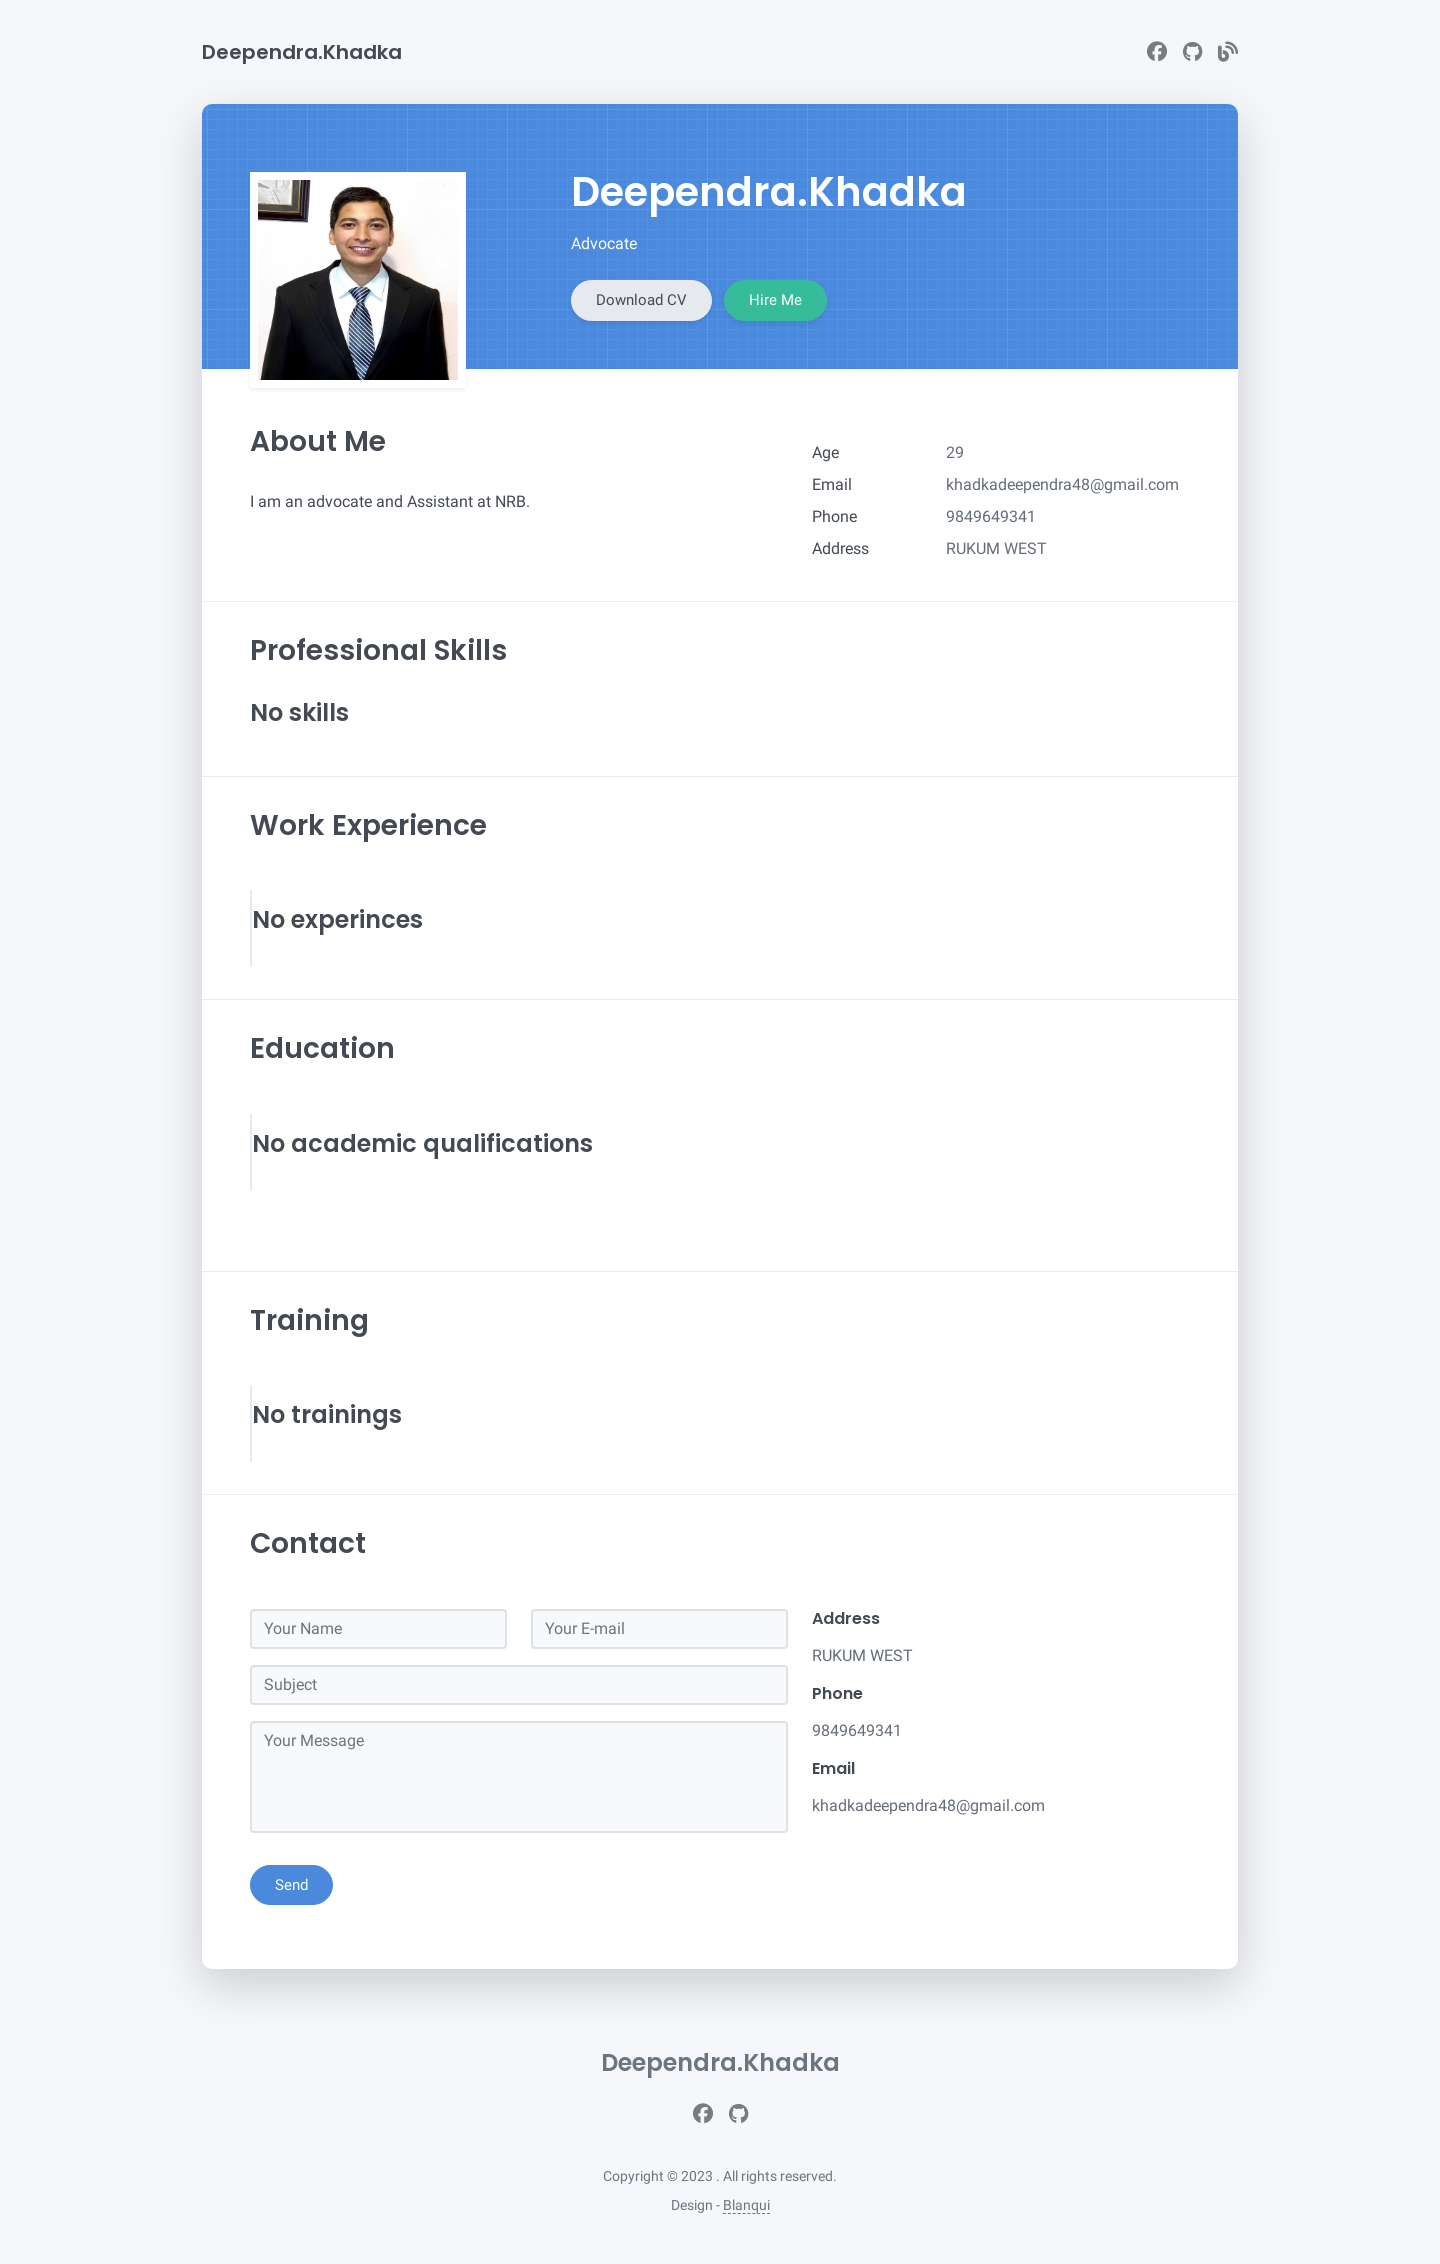 Deependra.Khadka
Deependra.Khadka
Advocate
Download CV
Hire Me
About Me
I am an advocate and Assistant at NRB.
Age 29
Email khadkadeependra48@gmail.com
Phone 9849649341
Address RUKUM WEST
Professional Skills
No skills
Work Experience
No experinces
Education
No academic qualifications
Training
No trainings
Contact
Your Name
Your E-mail
Subject
Your Message
Send
Address
RUKUM WEST
Phone
9849649341
Email
khadkadeependra48@gmail.com
Deependra.Khadka
Copyright © 2023 . All rights reserved.
Design - Blanqui